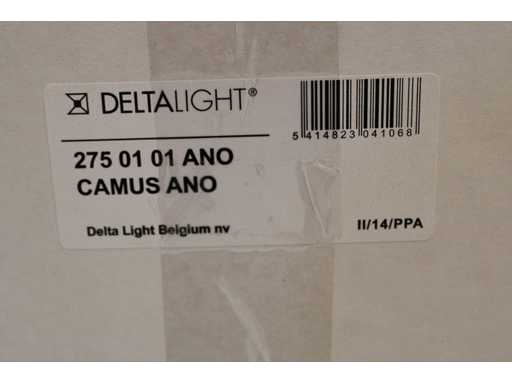 DELTALIGHT®
5 414823 041068
275 01 01 ANO
CAMUS ANO
Delta Light Belgium nv
II/14/PPA